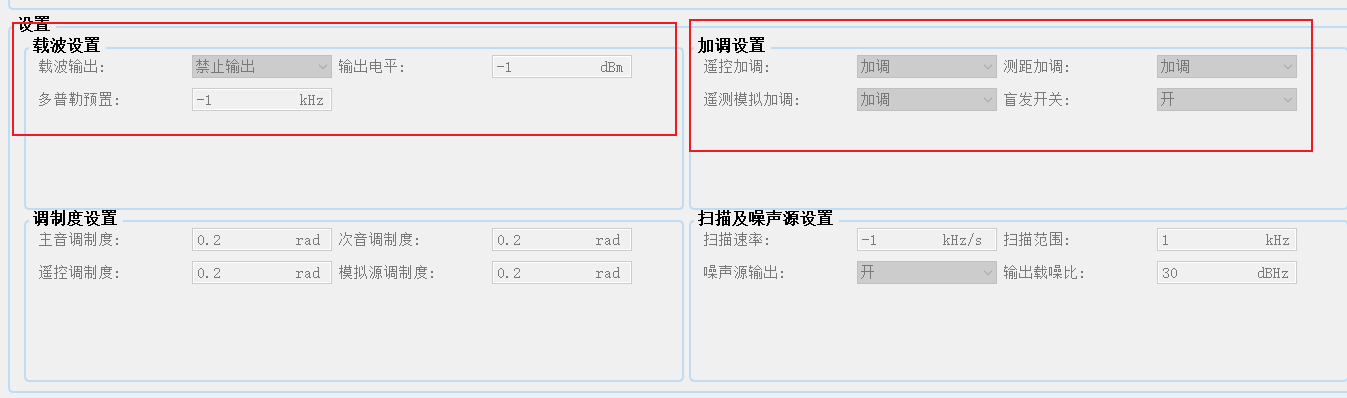 设置
载波设置
载波输出: 禁止输出 输出电平: -1 dBm
多普勒预置: -1 kHz
加调设置
遥控加调: 加调 测距加调: 加调
遥测模拟加调: 加调 盲发开关: 开
调制度设置
主音调制度: 0.2 rad 次音调制度: 0.2 rad
遥控调制度: 0.2 rad 模拟源调制度: 0.2 rad
扫描及噪声源设置
扫描速率: -1 kHz/s 扫描范围: 1 kHz
噪声源输出: 开 输出载噪比: 30 dBHz